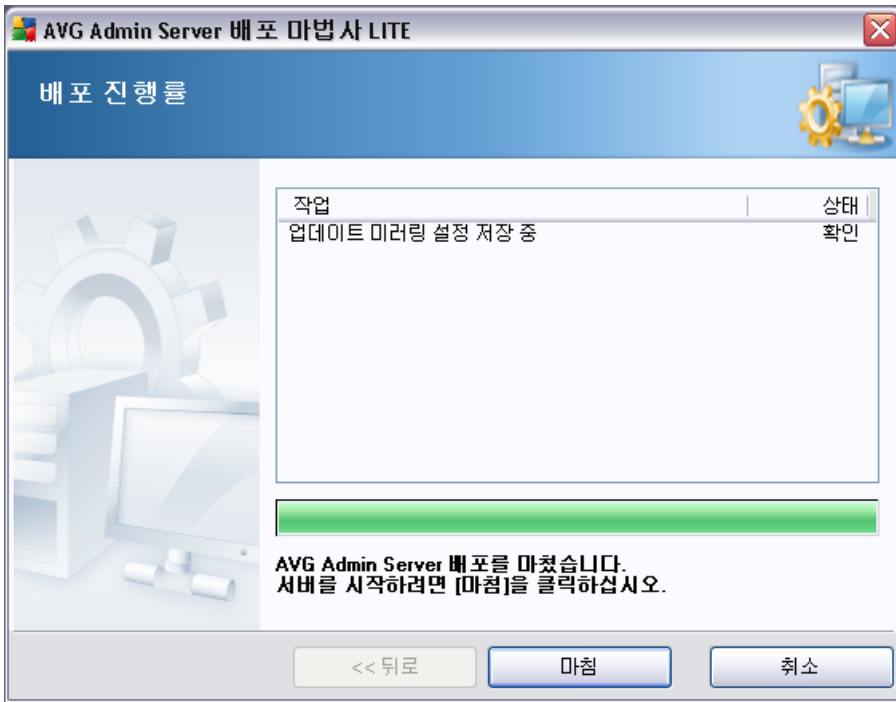 AVG Admin Server 배포 마법사 LITE
배포 진행률
작업 상태
업데이트 미러링 설정 저장 중 확인
AVG Admin Server 배포를 마쳤습니다.
서버를 시작하려면 [마침]을 클릭하십시오.
<< 뒤로 마침 취소